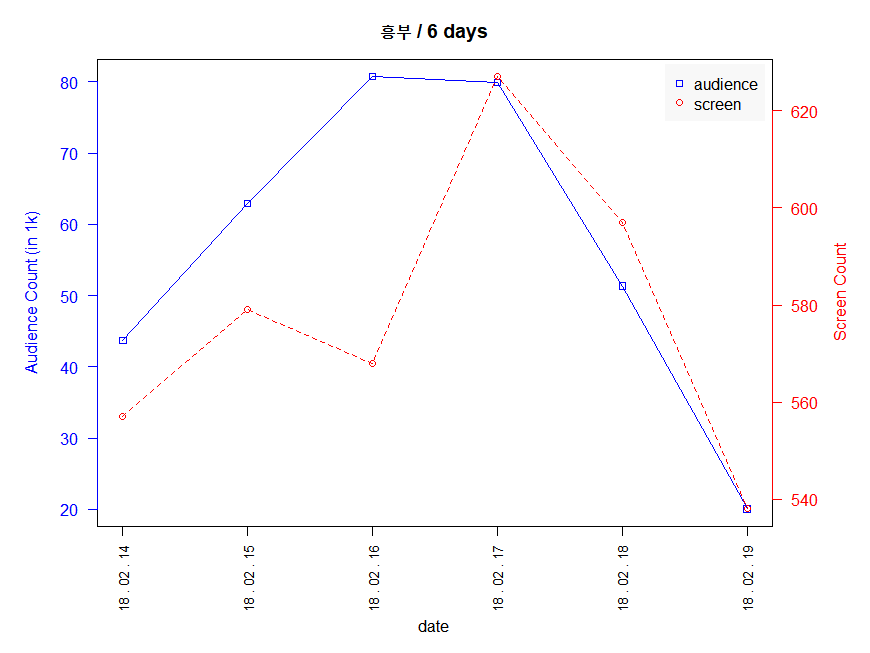 흥부 / 6 days
audience
screen
80
70
60
50
40
30
20
Audience Count (in 1k)
620
600
580
560
540
Screen Count
18 . 02 . 14
18 . 02 . 15
18 . 02 . 16
18 . 02 . 17
18 . 02 . 18
18 . 02 . 19
date